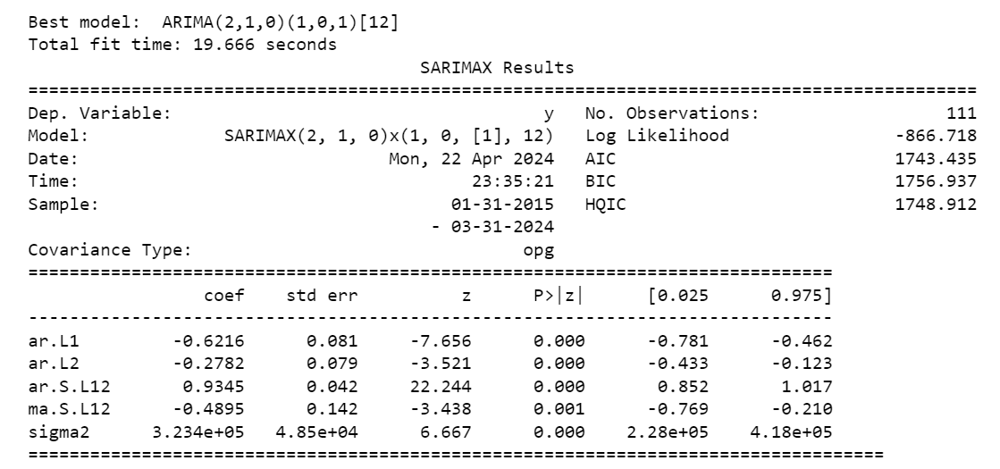 Best model:  ARIMA(2,1,0)(1,0,1)[12]
Total fit time: 19.666 seconds
SARIMAX Results
==========================================================================================
Dep. Variable:                                  y   No. Observations:                  111
Model:             SARIMAX(2, 1, 0)x(1, 0, [1], 12)   Log Likelihood                -866.718
Date:                            Mon, 22 Apr 2024   AIC                           1743.435
Time:                                    23:35:21   BIC                           1756.937
Sample:                                01-31-2015   HQIC                          1748.912
- 03-31-2024
Covariance Type:                              opg
==============================================================================
coef    std err          z      P>|z|      [0.025      0.975]
------------------------------------------------------------------------------
ar.L1         -0.6216      0.081     -7.656      0.000      -0.781      -0.462
ar.L2         -0.2782      0.079     -3.521      0.000      -0.433      -0.123
ar.S.L12       0.9345      0.042     22.244      0.000       0.852       1.017
ma.S.L12      -0.4895      0.142     -3.438      0.001      -0.769      -0.210
sigma2      3.234e+05   4.85e+04      6.667      0.000    2.28e+05    4.18e+05
===================================================================================